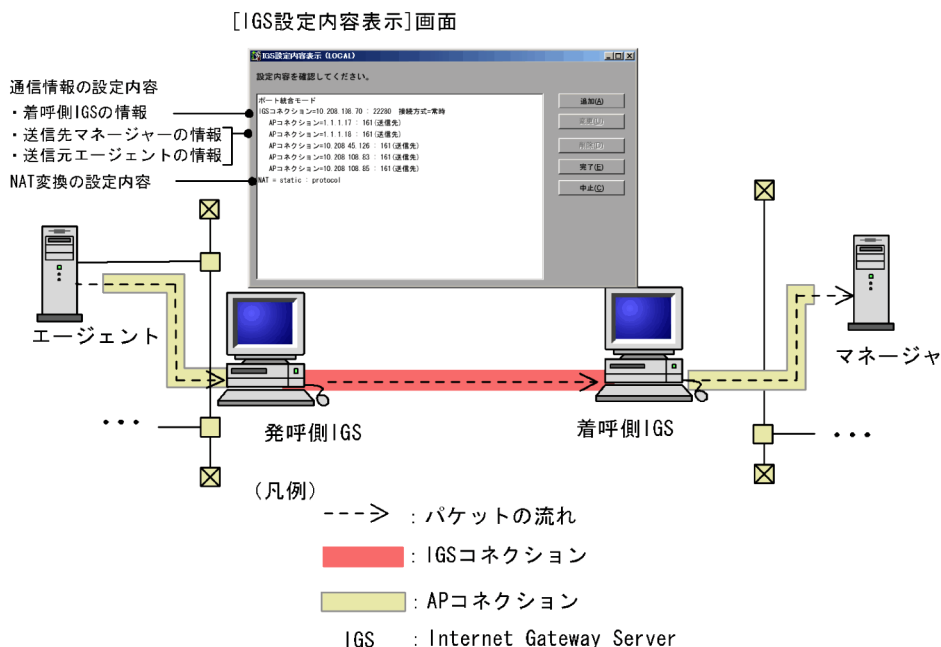 [IGS設定内容表示]画面
IGS設定内容表示 (LOCAL)
設定内容を確認してください。
ポート統合モード
IGSコネクション=10.208.108.70 : 22280 接続方式=常時
APコネクション=1.1.1.17 : 161(送信先)
APコネクション=1.1.1.18 : 161(送信先)
APコネクション=10.208.45.126 : 161(送信先)
APコネクション=10.208.108.83 : 161(送信先)
APコネクション=10.208.108.85 : 161(送信先)
NAT = static : protocol
追加(A)
変更(U)
削除(D)
完了(E)
中止(C)
通信情報の設定内容
・着呼側IGSの情報
・送信先マネージャーの情報
・送信元エージェントの情報
NAT変換の設定内容
エージェント
マネージャ
発呼側IGS
着呼側IGS
・・・
・・・
(凡例)
--->:パケットの流れ
:IGSコネクション
:APコネクション
IGS :Internet Gateway Server